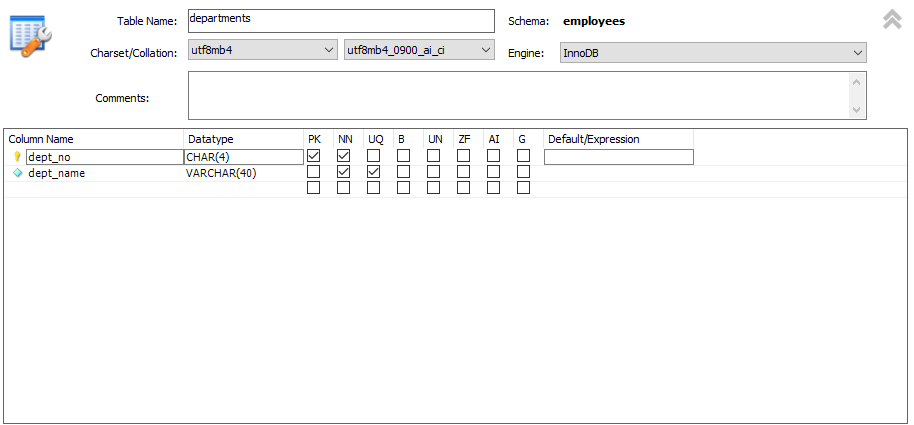 Table Name: departments Schema: employees
Charset/Collation: utf8mb4 utf8mb4_0900_ai_ci Engine: InnoDB
Comments:
Column Name Datatype PK NN UQ B UN ZF AI G Default/Expression
dept_no CHAR(4)
dept_name VARCHAR(40)